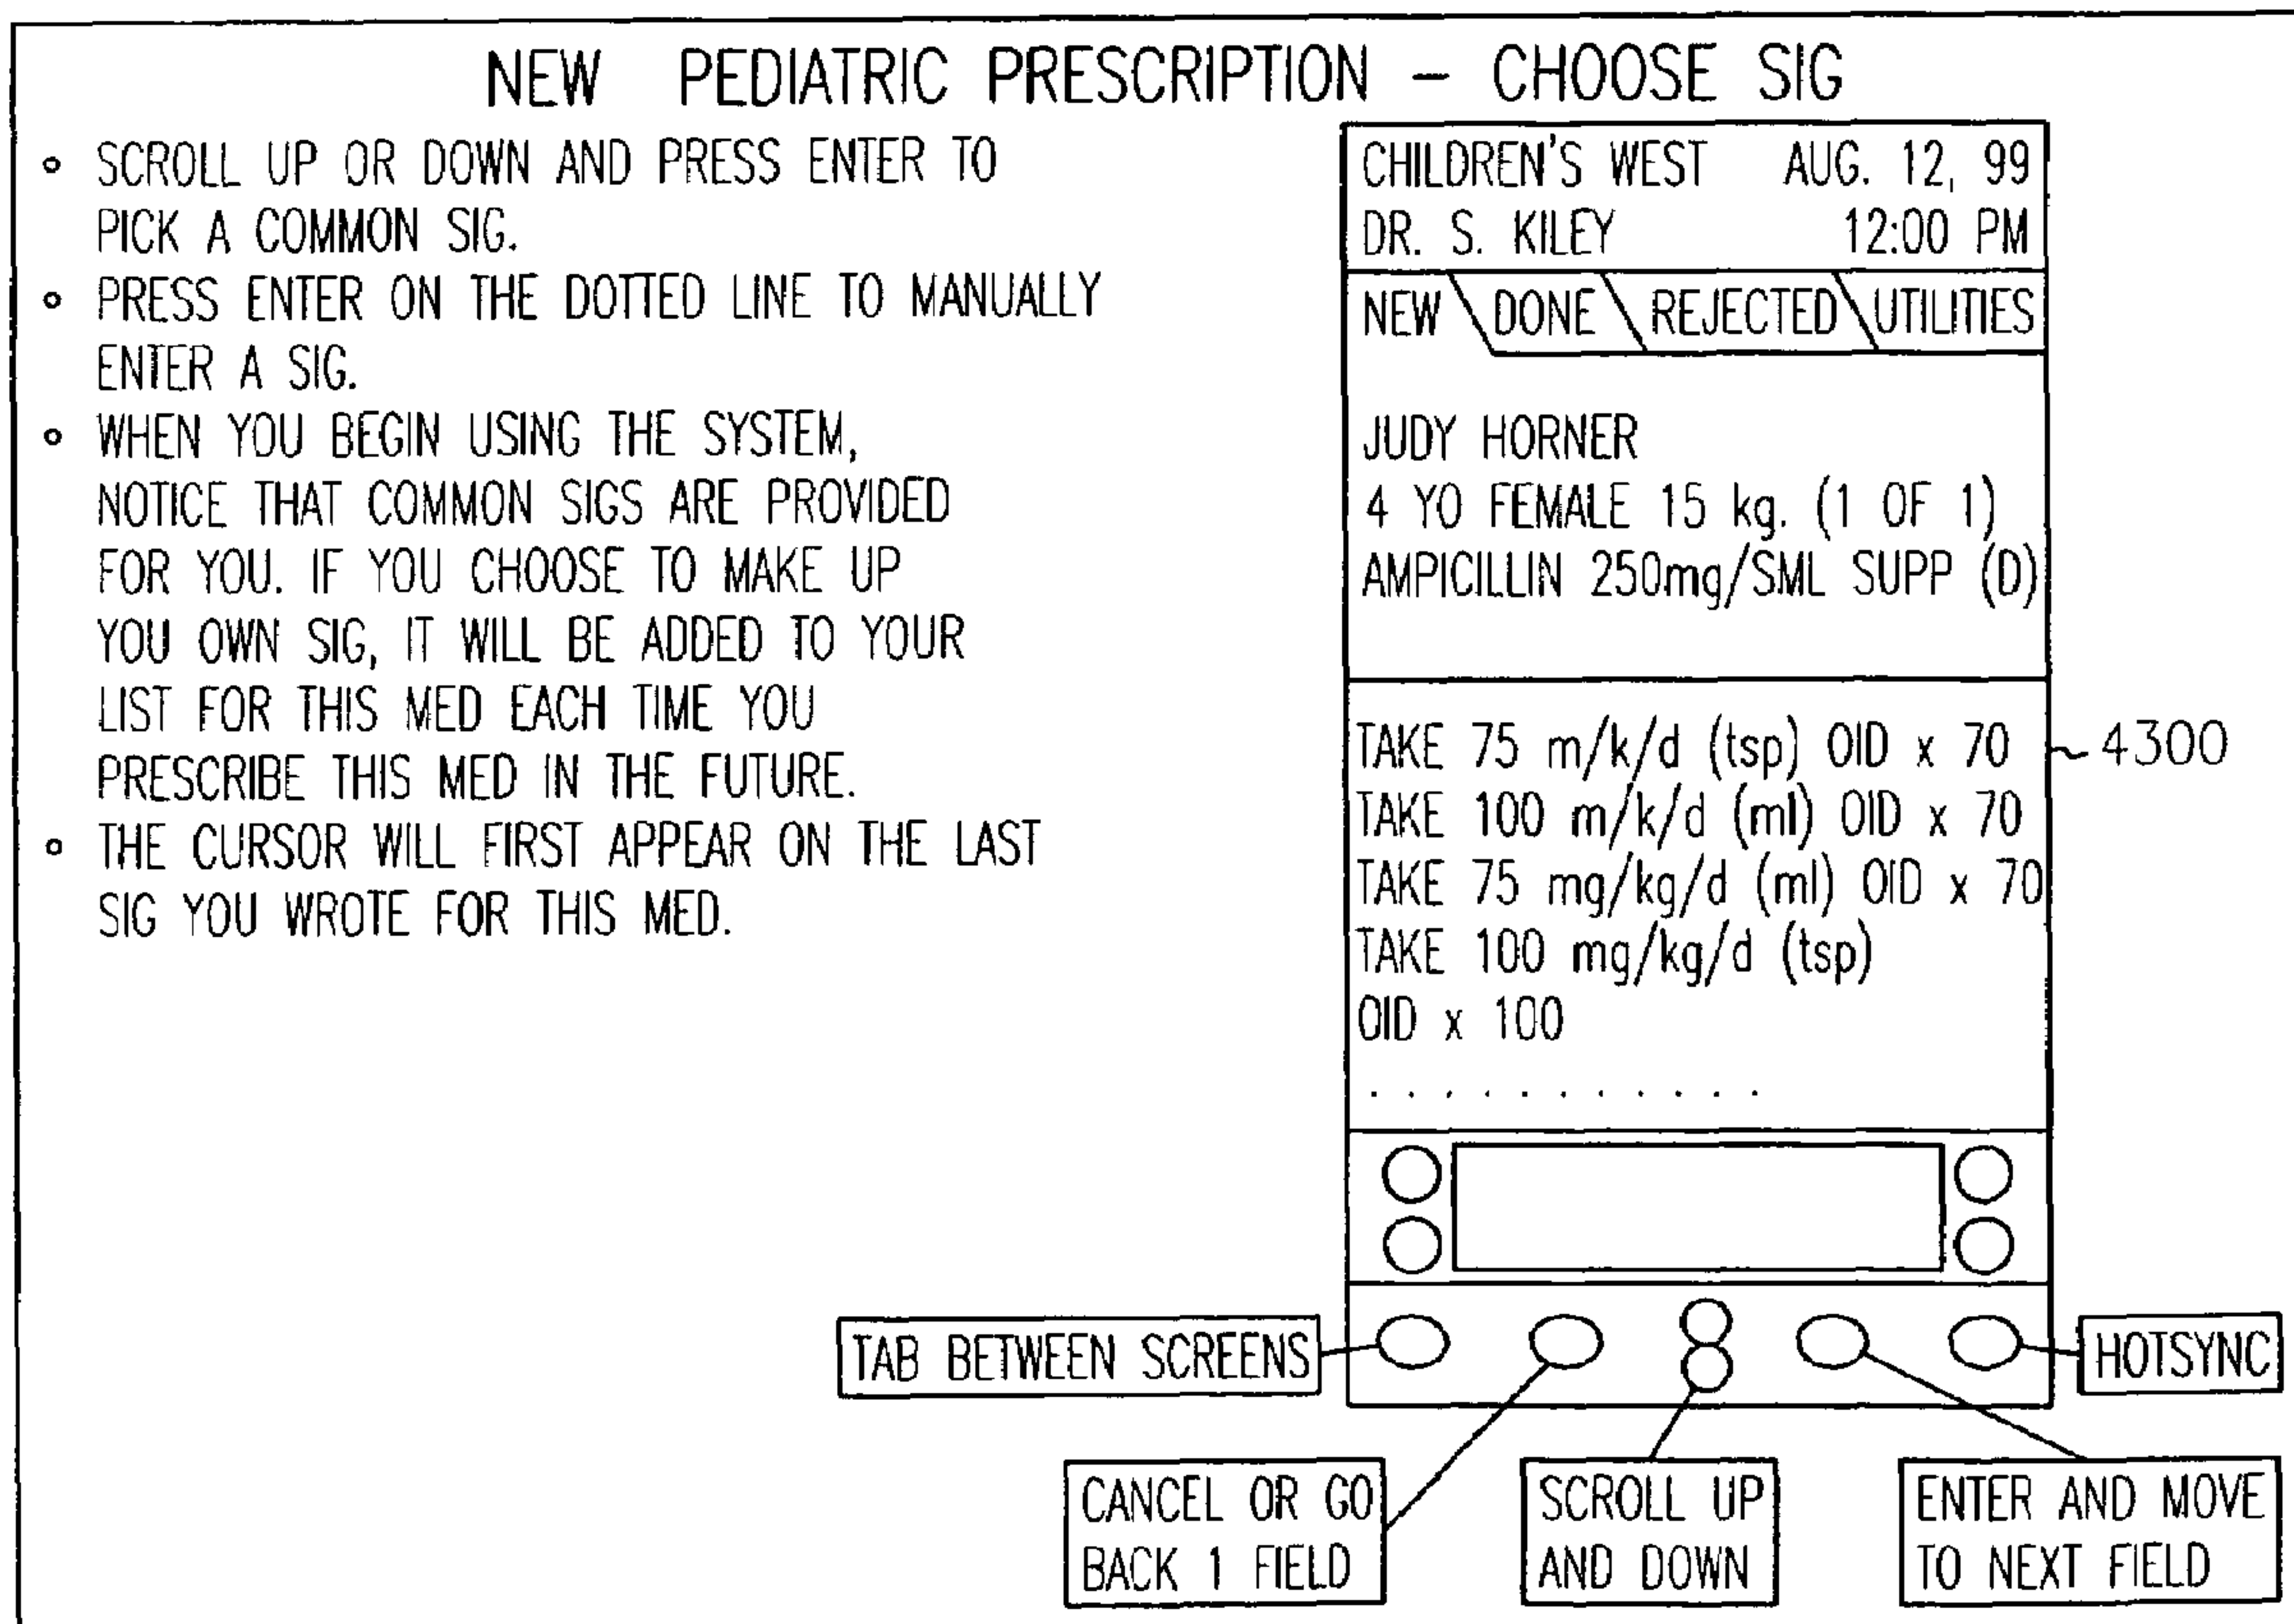 NEW PEDIATRIC PRESCRIPTION – CHOOSE SIG
∘ SCROLL UP OR DOWN AND PRESS ENTER TO
PICK A COMMON SIG.
∘ PRESS ENTER ON THE DOTTED LINE TO MANUALLY
ENTER A SIG.
∘ WHEN YOU BEGIN USING THE SYSTEM,
NOTICE THAT COMMON SIGS ARE PROVIDED
FOR YOU. IF YOU CHOOSE TO MAKE UP
YOU OWN SIG, IT WILL BE ADDED TO YOUR
LIST FOR THIS MED EACH TIME YOU
PRESCRIBE THIS MED IN THE FUTURE.
∘ THE CURSOR WILL FIRST APPEAR ON THE LAST
SIG YOU WROTE FOR THIS MED.
CHILDREN'S WEST AUG. 12, 99
DR. S. KILEY 12:00 PM
NEW DONE REJECTED UTILITIES
JUDY HORNER
4 YO FEMALE 15 kg. (1 OF 1)
AMPICILLIN 250mg/SML SUPP (D)
TAKE 75 m/k/d (tsp) OID x 70
4300
TAKE 100 m/k/d (ml) OID x 70
TAKE 75 mg/kg/d (ml) OID x 70
TAKE 100 mg/kg/d (tsp)
OID x 100
. . . . . . . . . . .
TAB BETWEEN SCREENS
HOTSYNC
CANCEL OR GO
BACK 1 FIELD
SCROLL UP
AND DOWN
ENTER AND MOVE
TO NEXT FIELD